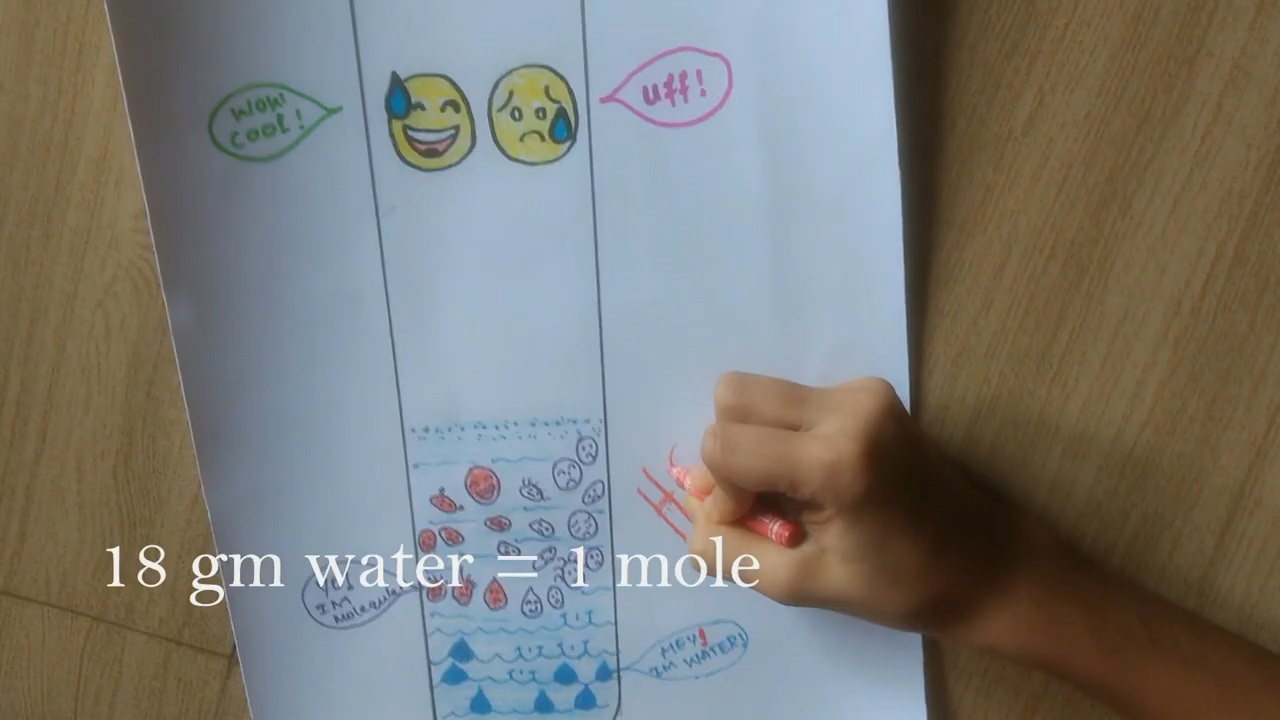 WOW!
COOL!
uff!
H
18 gm water = 1 mole
I'M
HEY!
I'M WATER!